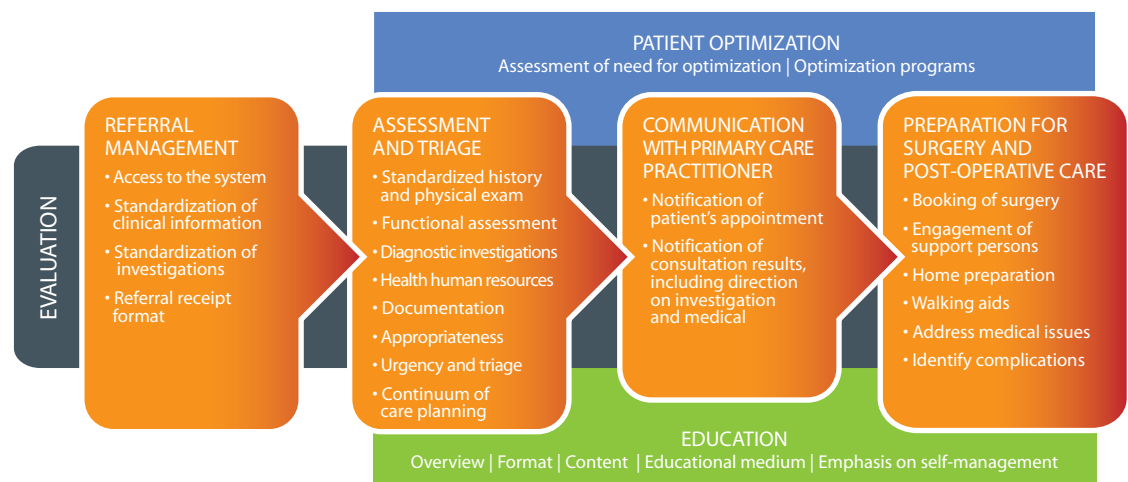 PATIENT OPTIMIZATION
Assessment of need for optimization | Optimization programs
EVALUATION
REFERRAL
MANAGEMENT
• Access to the system
• Standardization of
clinical information
• Standardization of
investigations
• Referral receipt
format
ASSESSMENT
AND TRIAGE
• Standardized history
and physical exam
• Functional assessment
• Diagnostic investigations
• Health human resources
• Documentation
• Appropriateness
• Urgency and triage
• Continuum of
care planning
COMMUNICATION
WITH PRIMARY CARE
PRACTITIONER
• Notification of
patient's appointment
• Notification of
consultation results,
including direction
on investigation
and medical
PREPARATION FOR
SURGERY AND
POST-OPERATIVE CARE
• Booking of surgery
• Engagement of
support persons
• Home preparation
• Walking aids
• Address medical issues
• Identify complications
EDUCATION
Overview | Format | Content | Educational medium | Emphasis on self-management